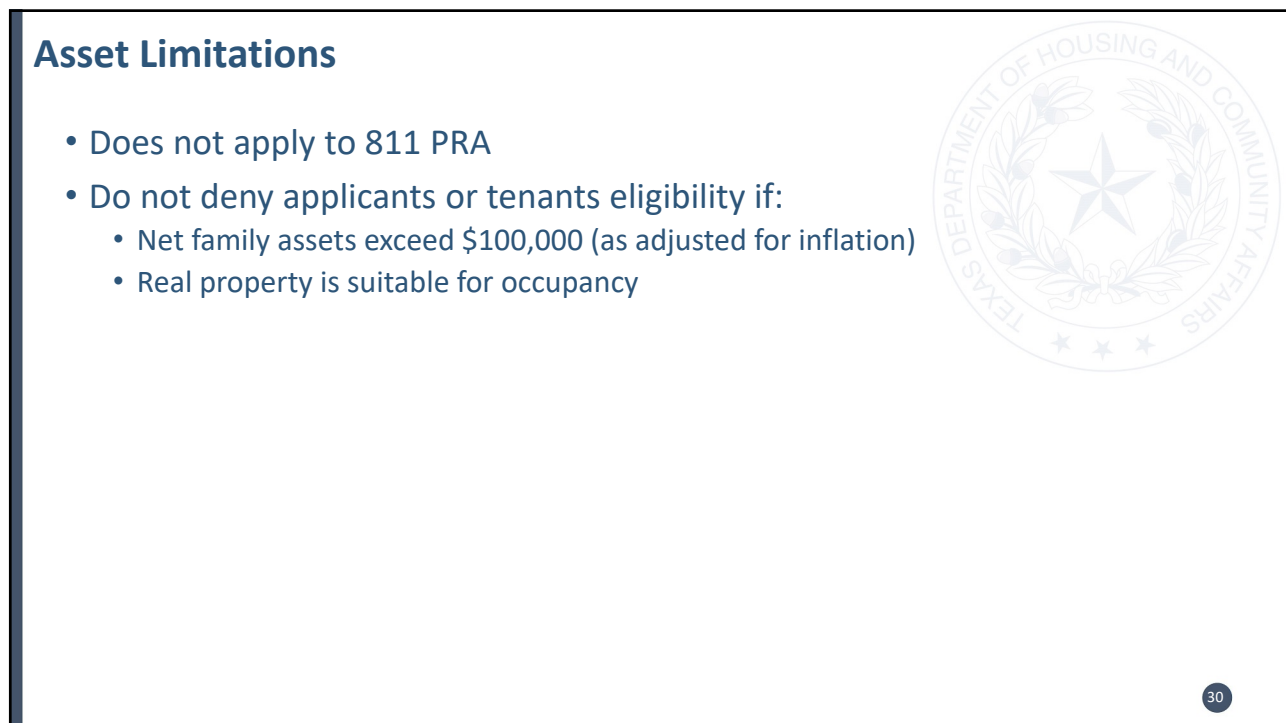 Asset Limitations
• Does not apply to 811 PRA
• Do not deny applicants or tenants eligibility if:
• Net family assets exceed $100,000 (as adjusted for inflation)
• Real property is suitable for occupancy
TEXAS DEPARTMENT OF HOUSING AND COMMUNITY AFFAIRS
30